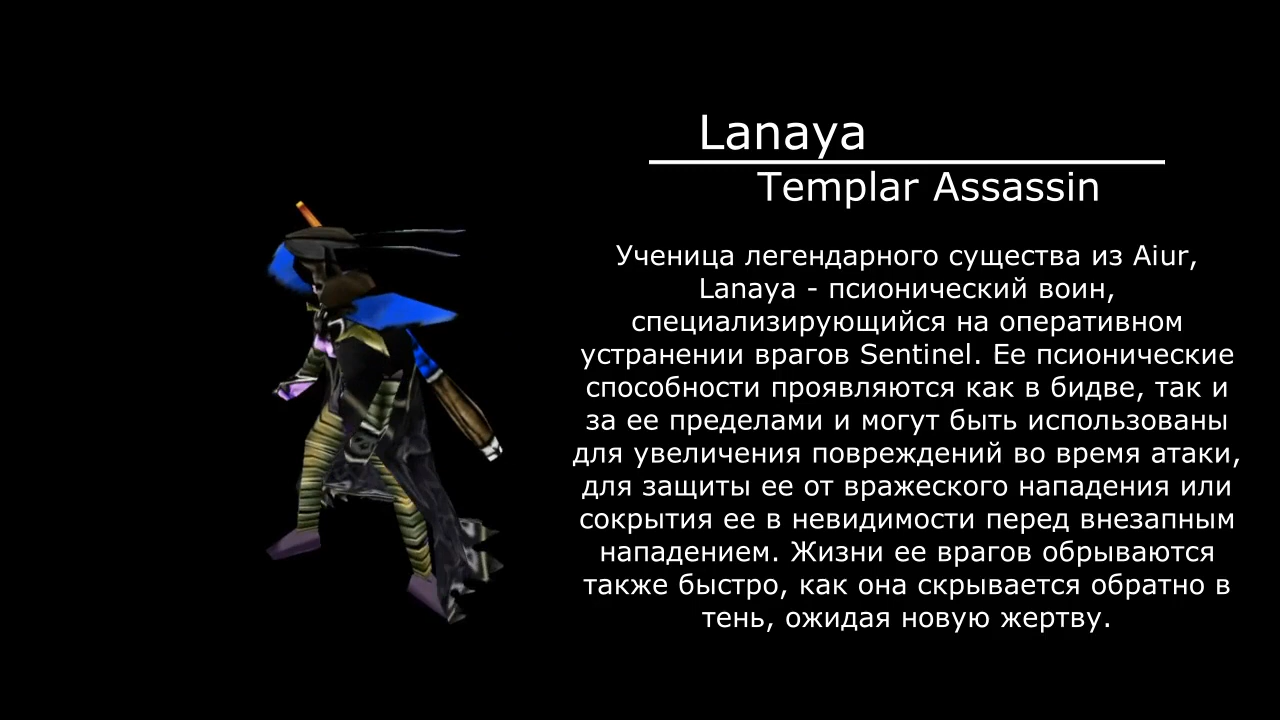 Lanaya
Templar Assassin
Ученица легендарного существа из Aiur,
Lanaya - псионический воин,
специализирующийся на оперативном
устранении врагов Sentinel. Ее псионические
способности проявляются как в бидве, так и
за ее пределами и могут быть использованы
для увеличения повреждений во время атаки,
для защиты ее от вражеского нападения или
сокрытия ее в невидимости перед внезапным
нападением. Жизни ее врагов обрываются
также быстро, как она скрывается обратно в
тень, ожидая новую жертву.